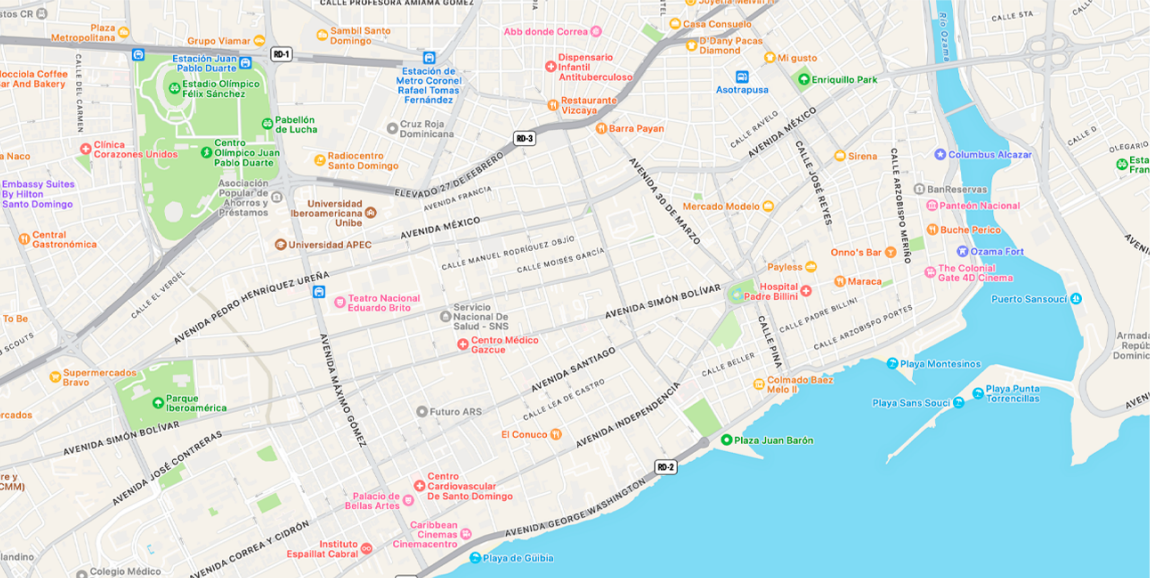 CALLE PROFESORA AMIAMA GÓMEZ
Joyería Melvin H
CALLE STA
Plaza
Metropolitana
Grupo Viamar
RD-1
Sambil Santo
Domingo
Abb donde Correa
Casa Consuelo
D'Dany Pacas
Diamond
Mi gusto
Río Ozama
Estación Juan
Pablo Duarte
Estación de
Metro Coronel
Rafael Tomas
Fernández
Dispensario
Infantil
Antituberculoso
Asotrapusa
Enriquillo Park
CALLE DEL CARMEN
Estadio Olímpico
Félix Sánchez
Restaurante
Vizcaya
Pabellón
de Lucha
Cruz Roja
Dominicana
RD-3
Barra Payan
CALLE RAVELO
AVENIDA MÉXICO
CALLE D
OLEGARIO
Clínica
Corazones Unidos
Centro
Olímpico Juan
Pablo Duarte
Radiocentro
Santo Domingo
ELEVADO 27 DE FEBRERO
AVENIDA FRANCIA
AVENIDA 30 DE MARZO
CALLE JOSÉ REYES
Sirena
CALLE ARZOBISPO MERIÑO
Columbus Alcazar
Esta
Fran
a Naco
Embassy Suites
By Hilton
Santo Domingo
Asociación
Popular de
Ahorros y
Préstamos
Universidad
Iberoamericana
Unibe
Mercado Modelo
BanReservas
Panteón Nacional
Central
Gastronómica
Universidad APEC
AVENIDA MÉXICO
Buche Perico
Onno's Bar
Ozama Fort
CALLE MANUEL RODRÍGUEZ OBJÍO
CALLE MOISÉS GARCÍA
Payless
Maraca
The Colonial
Gate 4D Cinema
CALLE EL VERGEL
AVENIDA PEDRO HENRÍQUEZ UREÑA
Teatro Nacional
Eduardo Brito
Servicio
Nacional De
Salud - SNS
AVENIDA SIMÓN BOLÍVAR
Hospital
Padre Billini
Puerto Sansouci
To Be
SCOUTS
CALLE PADRE BILLINI
CALLE ARZOBISPO PORTES
CALLE PIÑA
Centro Médico
Gazcue
AVENIDA SANTIAGO
CALLE BELLER
Playa Montesinos
Armada
Repúb
Dominic
AVENIDA MÁXIMO GÓMEZ
Supermercados
Bravo
Parque
Iberoamérica
Futuro ARS
CALLE LEA DE CASTRO
Colmado Baez
Melo II
Playa Punta
Torrencillas
Playa Sans Souci
rcados
AVENIDA SIMÓN BOLÍVAR
AVENIDA JOSÉ CONTRERAS
El Conuco
AVENIDA INDEPENDENCIA
Plaza Juan Barón
RD-2
re y
CMM)
Centro
Cardiovascular
De Santo Domingo
Palacio de
Bellas Artes
AVENIDA GEORGE WASHINGTON
Caribbean
Cinemas
Cinemacentro
AVENIDA CORREA Y CIDRÓN
Instituto
Espaillat Cabral
Playa de Güibia
landino
Colegio Médico